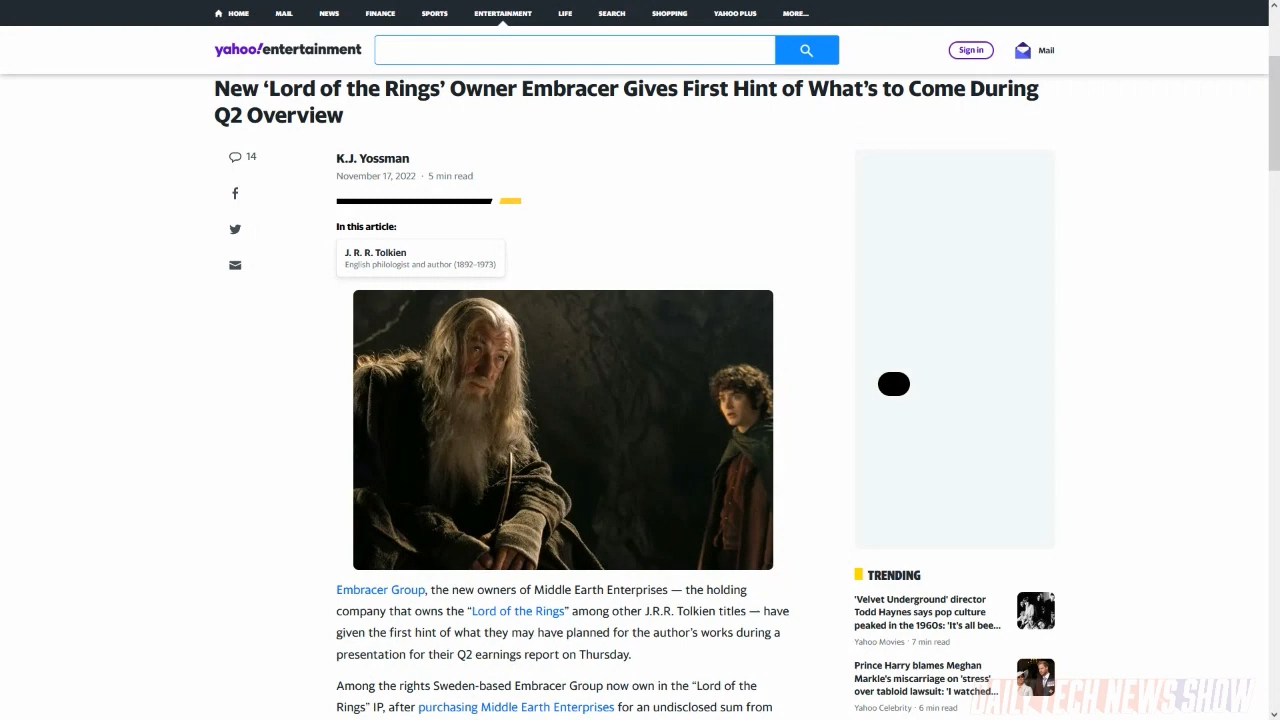 HOME MAIL NEWS FINANCE SPORTS ENTERTAINMENT LIFE SEARCH SHOPPING YAHOO PLUS MORE...
yahoo!entertainment
Sign in
Mail
New ‘Lord of the Rings’ Owner Embracer Gives First Hint of What’s to Come During
Q2 Overview
14
K.J. Yossman
November 17, 2022 · 5 min read
In this article:
J. R. R. Tolkien
English philologist and author (1892–1973)
Embracer Group, the new owners of Middle Earth Enterprises — the holding
company that owns the “Lord of the Rings” among other J.R.R. Tolkien titles — have
given the first hint of what they may have planned for the author’s works during a
presentation for their Q2 earnings report on Thursday.
Among the rights Sweden-based Embracer Group now own in the “Lord of the
Rings” IP, after purchasing Middle Earth Enterprises for an undisclosed sum from
TRENDING
'Velvet Underground' director
Todd Haynes says pop culture
peaked in the 1960s: 'It's all bee...
Yahoo Movies · 7 min read
Prince Harry blames Meghan
Markle's miscarriage on 'stress'
over tabloid lawsuit: 'I watched...
Yahoo Celebrity · 6 min read
DAILY TECH NEWS SHOW